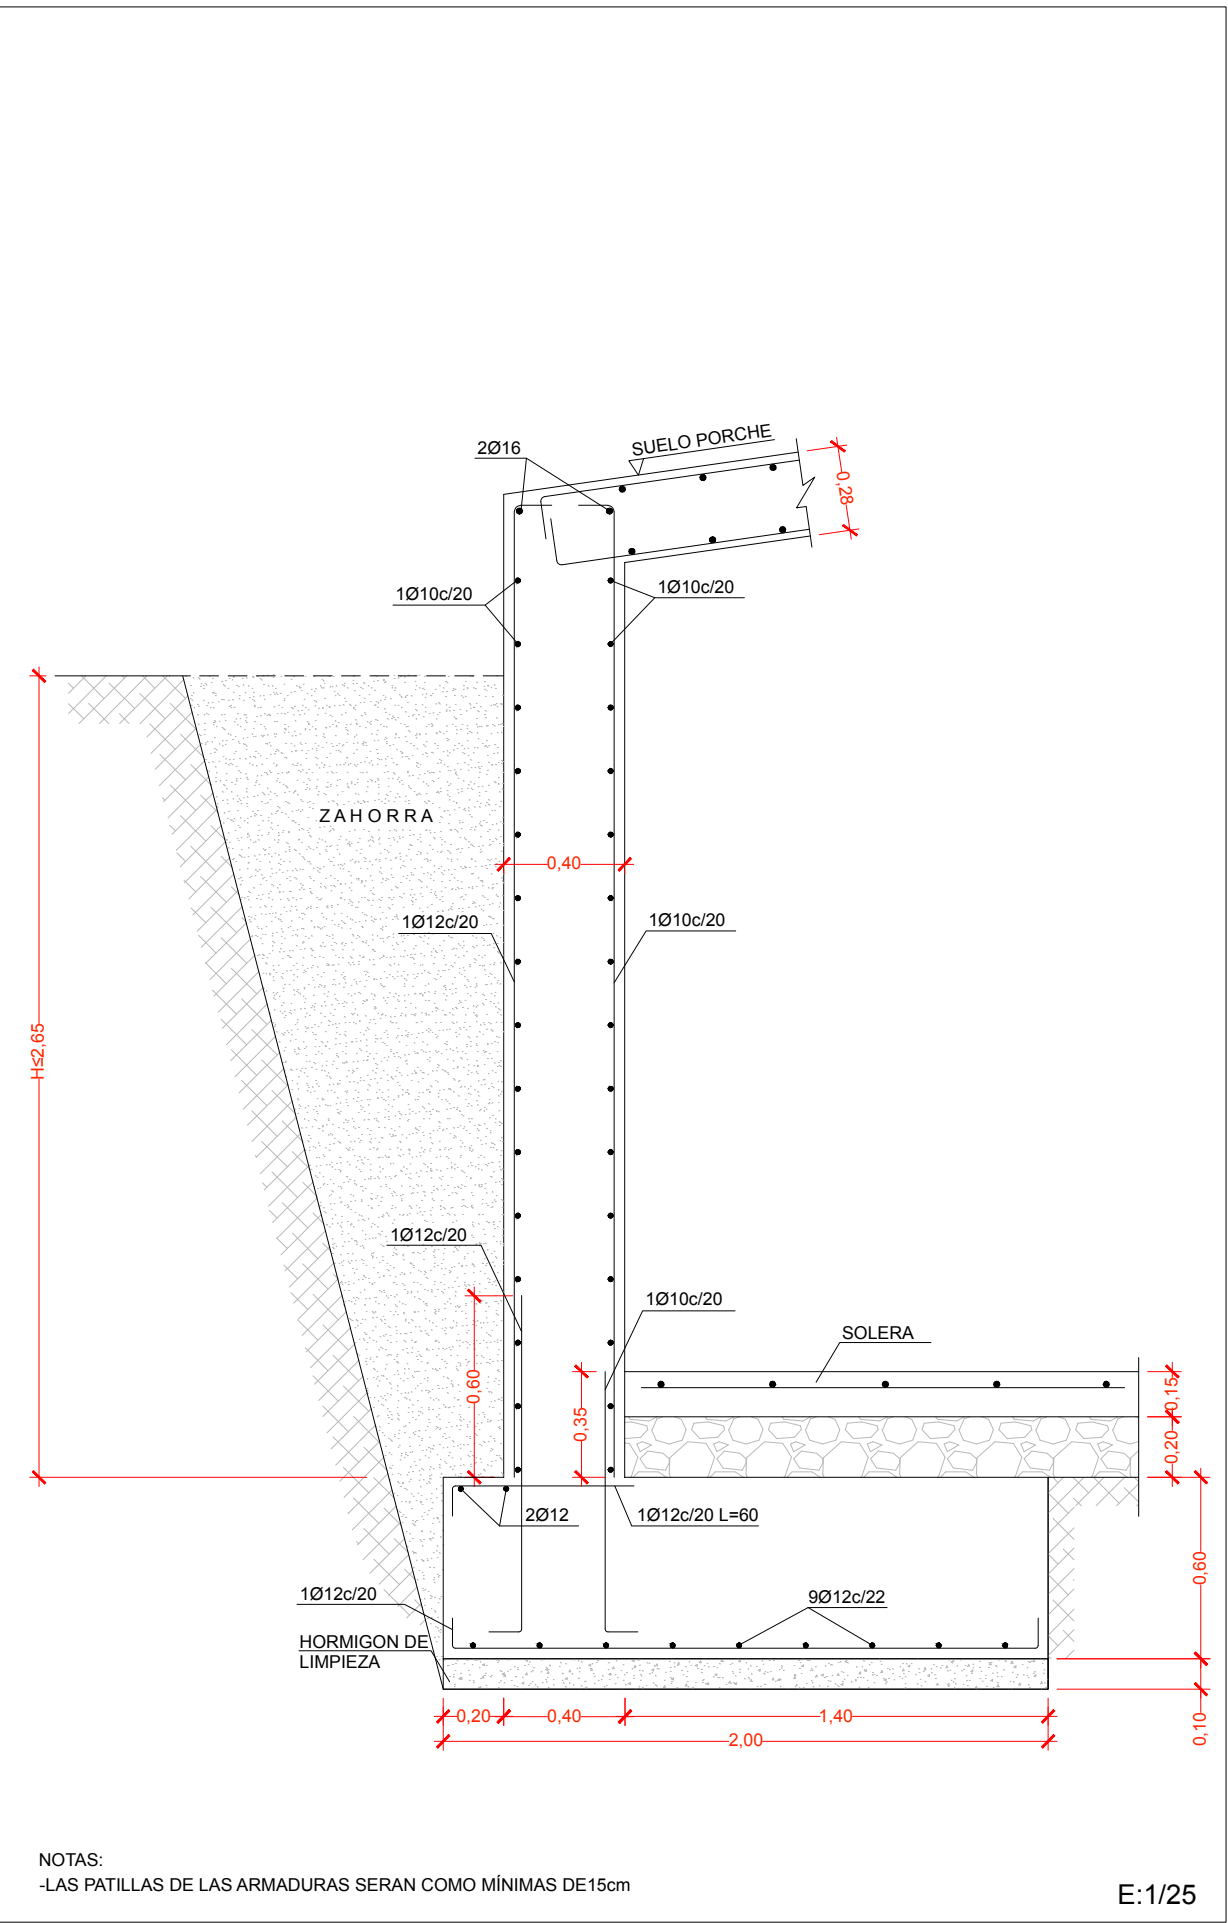 2Ø16
SUELO PORCHE
0,28
1Ø10c/20
1Ø10c/20
ZAHORRA
0,40
1Ø12c/20
1Ø10c/20
H≤2,65
1Ø12c/20
1Ø10c/20
SOLERA
0,60
0,35
0,15
0,20
2Ø12
1Ø12c/20 L=60
0,60
1Ø12c/20
9Ø12c/22
HORMIGON DE
LIMPIEZA
0,20
0,40
1,40
0,10
2,00
NOTAS:
-LAS PATILLAS DE LAS ARMADURAS SERAN COMO MÍNIMAS DE15cm
E:1/25